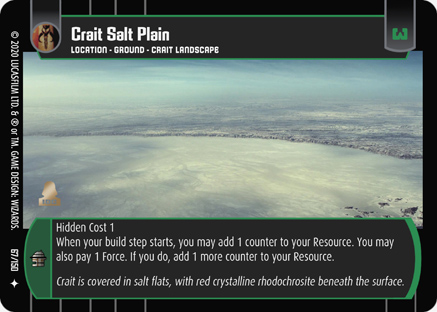 Crait Salt Plain
LOCATION - GROUND - CRAIT LANDSCAPE
Hidden Cost 1
When your build step starts, you may add 1 counter to your Resource. You may
also pay 1 Force. If you do, add 1 more counter to your Resource.
Crait is covered in salt flats, with red crystalline rhodochrosite beneath the surface.
© 2020 LUCASFILM LTD. & ® or TM. GAME DESIGN: WIZARDS.
57/150